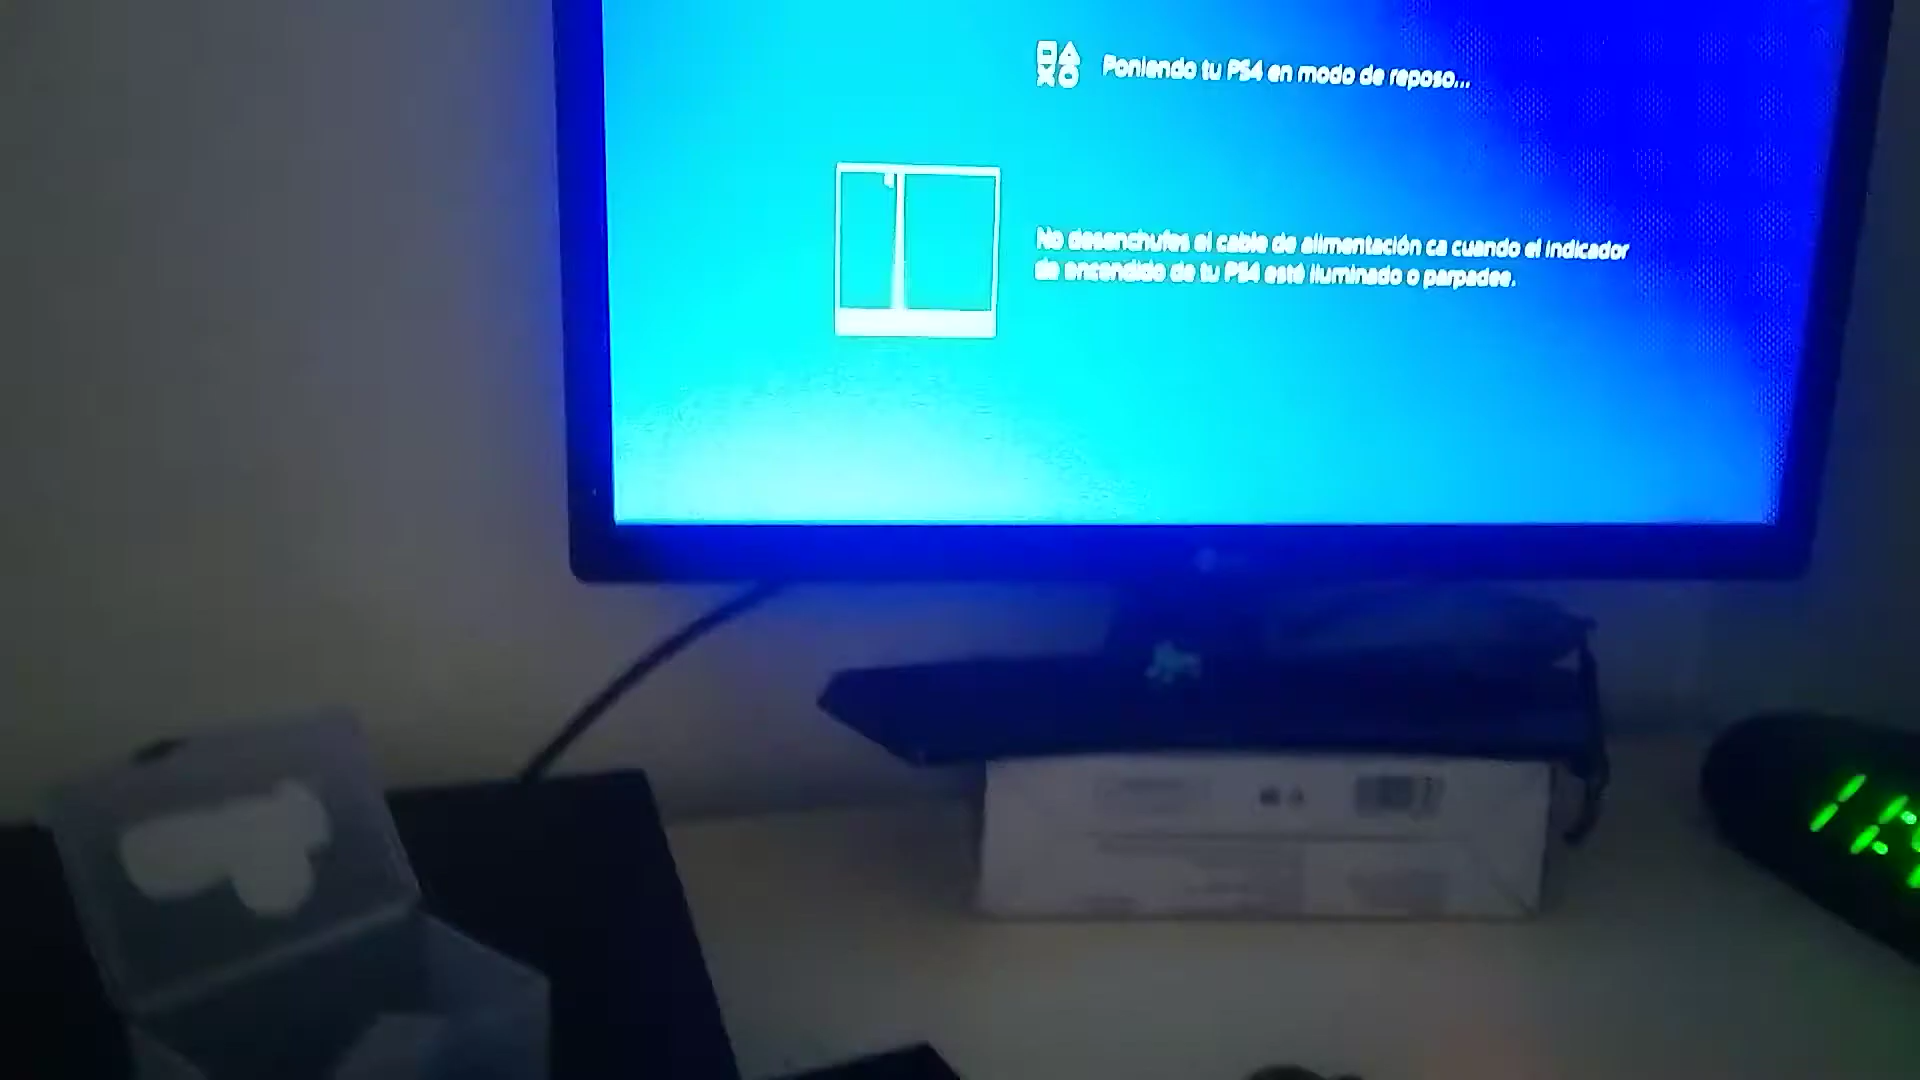 Poniendo tu PS4 en modo de reposo...
No desenchufes el cable de alimentación ca cuando el indicador
de encendido de tu PS4 esté iluminado o parpadee.